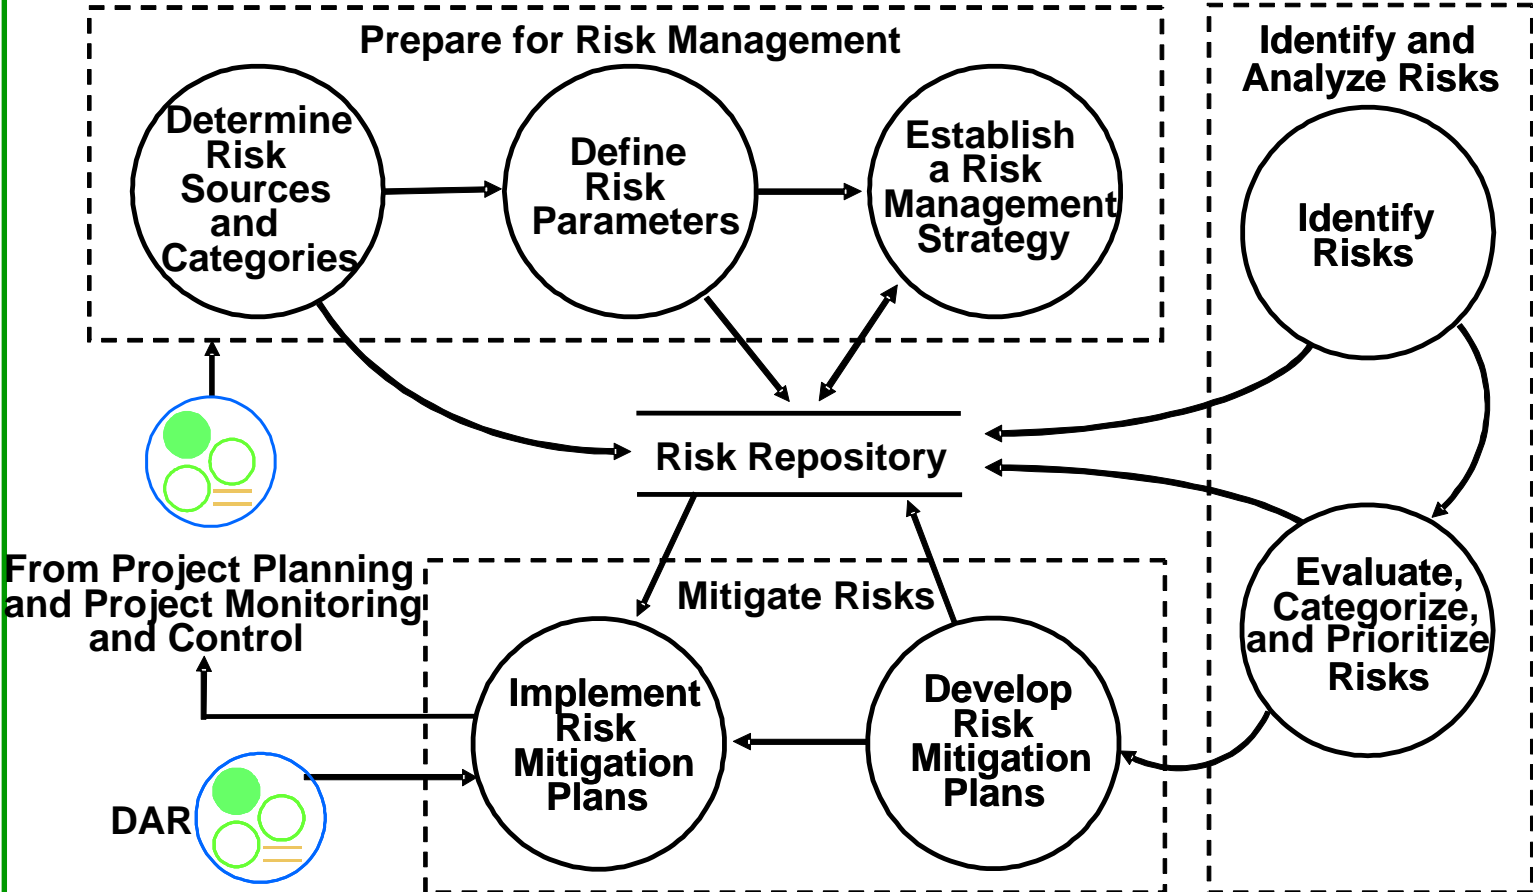 Prepare for Risk Management
Determine
Risk
Sources
and
Categories
Define
Risk
Parameters
Establish
a Risk
Management
Strategy
Identify and
Analyze Risks
Identify
Risks
Risk Repository
From Project Planning
and Project Monitoring
and Control
Mitigate Risks
Evaluate,
Categorize,
and Prioritize
Risks
Implement
Risk
Mitigation
Plans
Develop
Risk
Mitigation
Plans
DAR